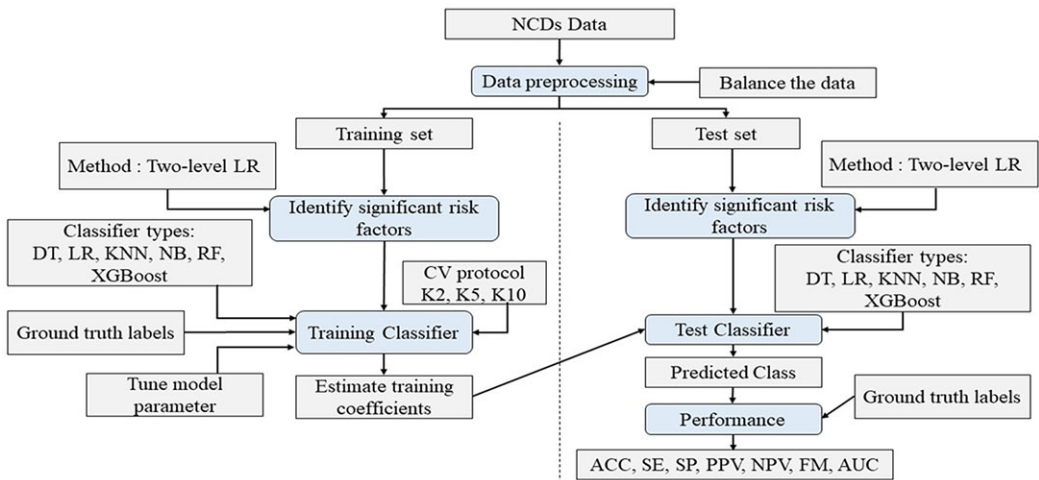 NCDs Data
Data preprocessing
Balance the data
Training set
Test set
Method : Two-level LR
Method : Two-level LR
Identify significant risk
factors
Identify significant risk
factors
Classifier types:
DT, LR, KNN, NB, RF,
XGBoost
CV protocol
K2, K5, K10
Classifier types:
DT, LR, KNN, NB, RF,
XGBoost
Ground truth labels
Training Classifier
Test Classifier
Tune model
parameter
Estimate training
coefficients
Predicted Class
Ground truth labels
Performance
ACC, SE, SP, PPV, NPV, FM, AUC